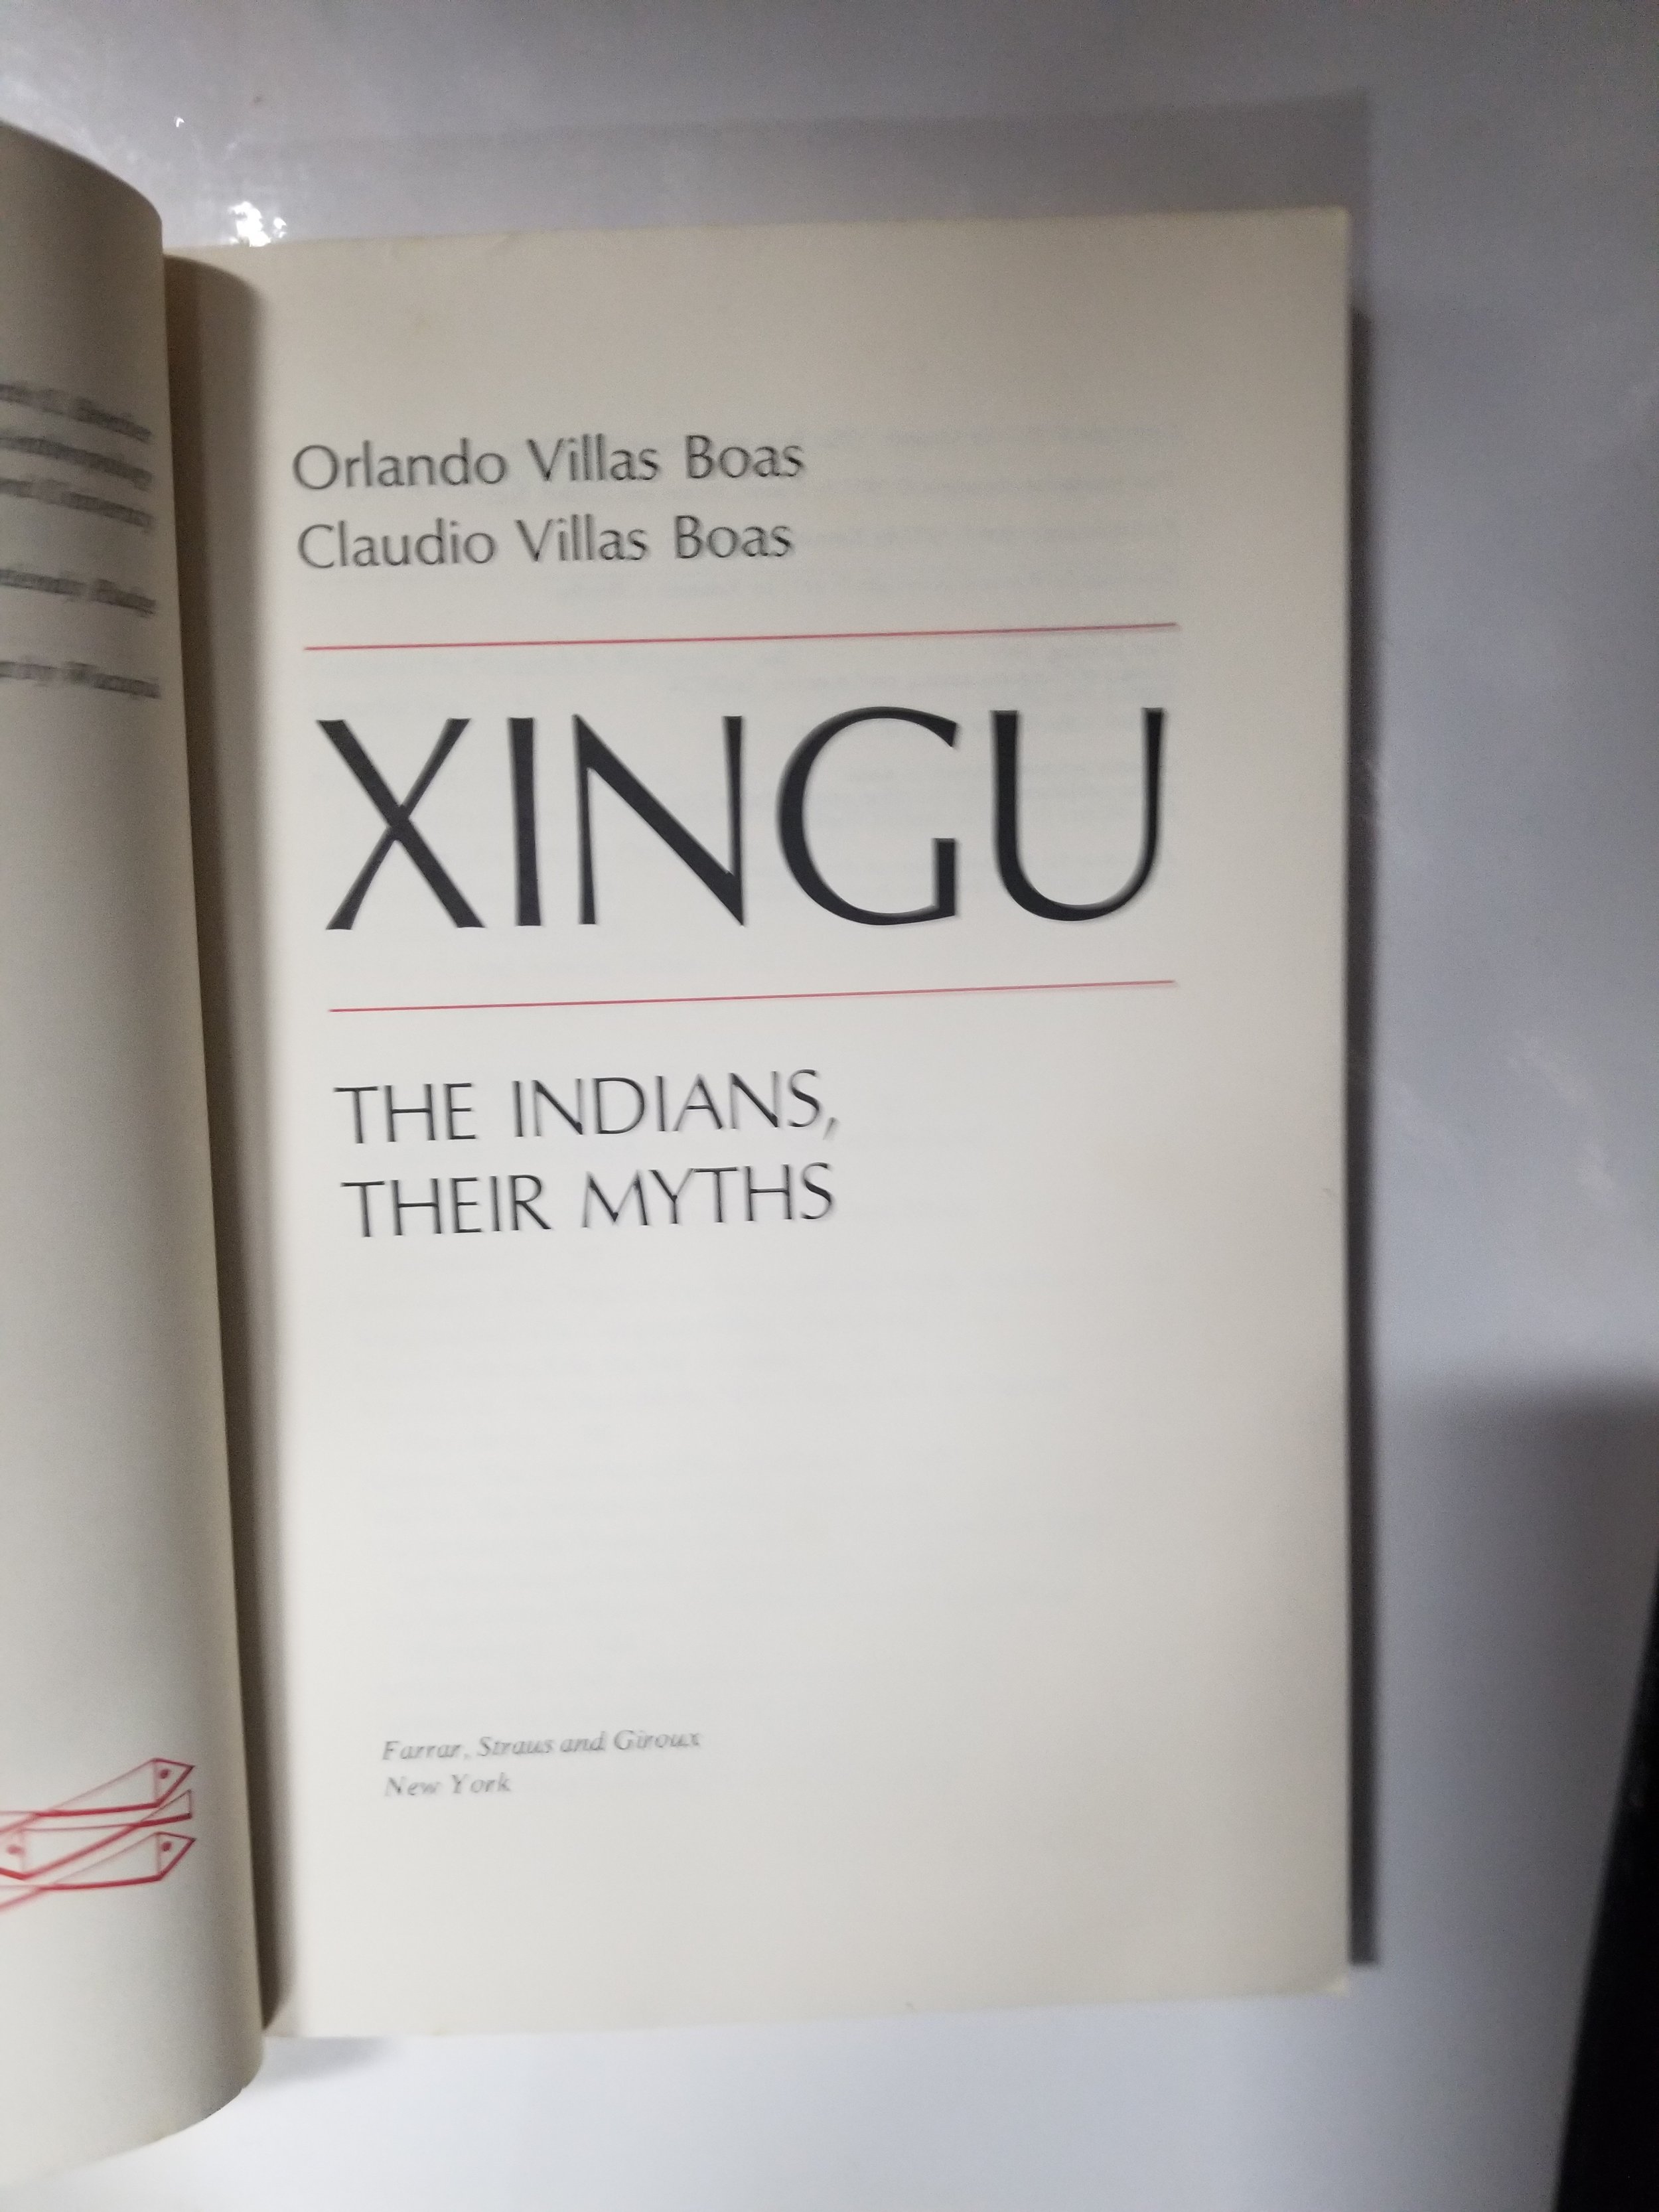 Orlando Villas Boas
Claudio Villas Boas
XINGU
THE INDIANS,
THEIR MYTHS
Farrar, Straus and Giroux
New York